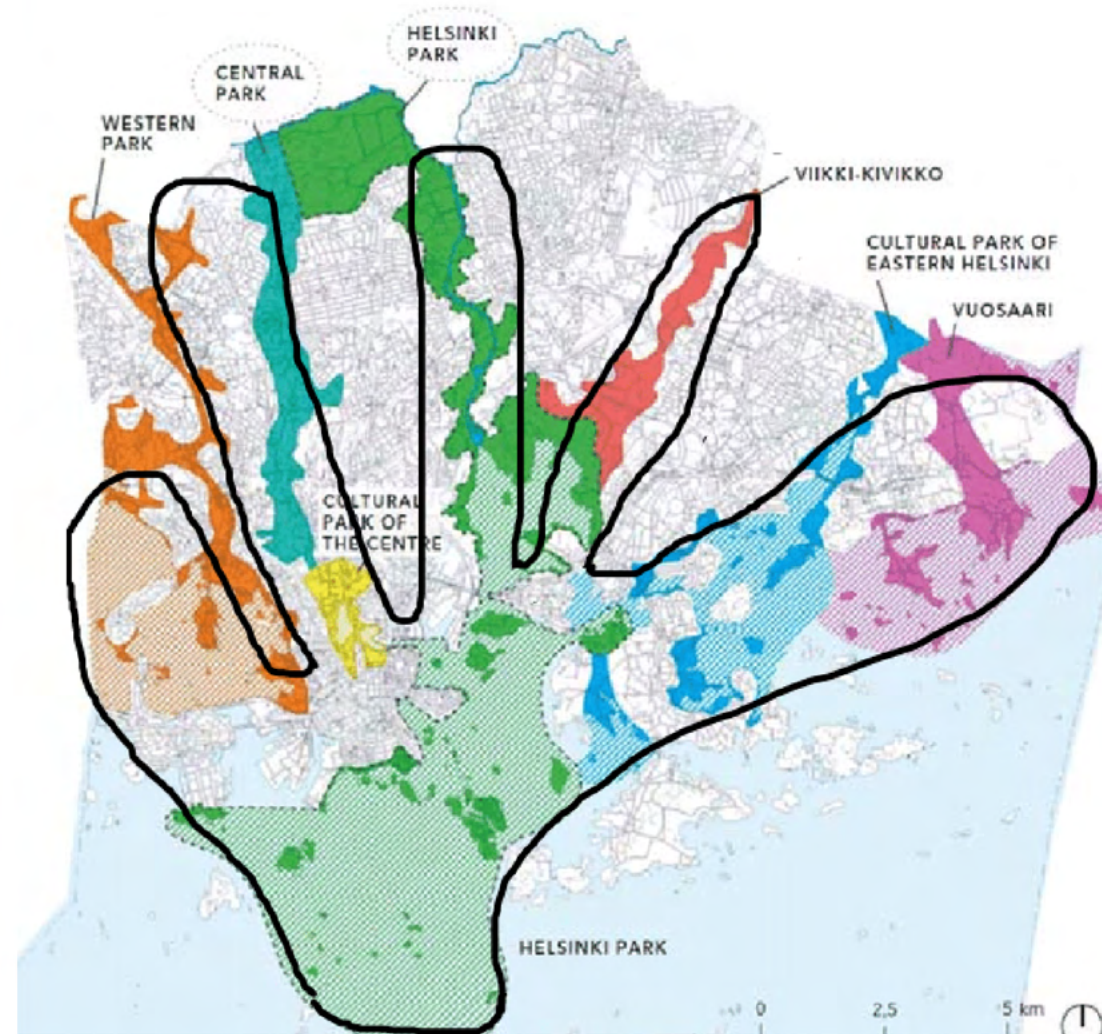 HELSINKI
PARK
CENTRAL
PARK
WESTERN
PARK
VIIKKI-KIVIKKO
CULTURAL PARK OF
EASTERN HELSINKI
VUOSAARI
CULTURAL
PARK OF
THE CENTRE
HELSINKI PARK
0 2,5 5 km